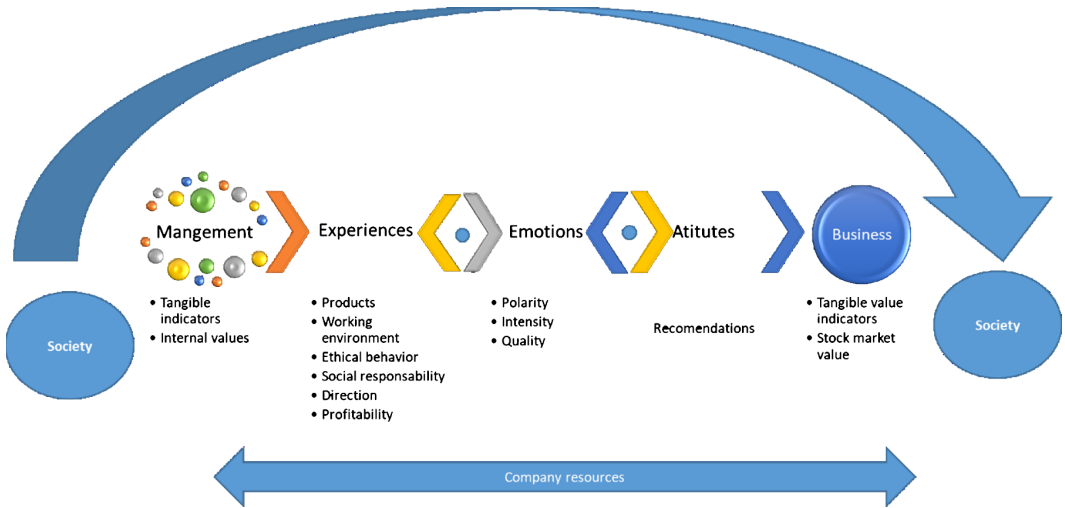 Society
Mangement
• Tangible
indicators
• Internal values
Experiences
• Products
• Working
environment
• Ethical behavior
• Social responsability
• Direction
• Profitability
Emotions
• Polarity
• Intensity
• Quality
Atitutes
Recomendations
Business
• Tangible value
indicators
• Stock market
value
Society
Company resources